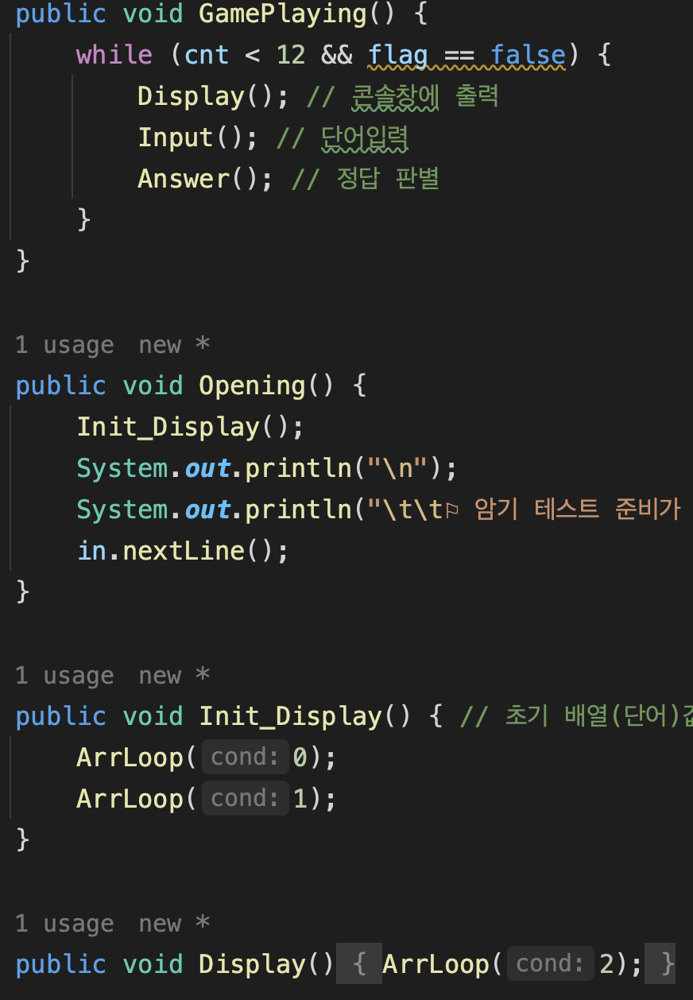 public void GamePlaying() {
while (cnt < 12 && flag == false) {
Display(); // 콘솔창에 출력
Input(); // 단어입력
Answer(); // 정답 판별
}
}
1 usage new *
public void Opening() {
Init_Display();
System.out.println("\n");
System.out.println("\t\t⚐ 암기 테스트 준비가
in.nextLine();
}
1 usage new *
public void Init_Display() { // 초기 배열(단어)값
ArrLoop( cond: 0);
ArrLoop( cond: 1);
}
1 usage new *
public void Display() { ArrLoop( cond: 2); }